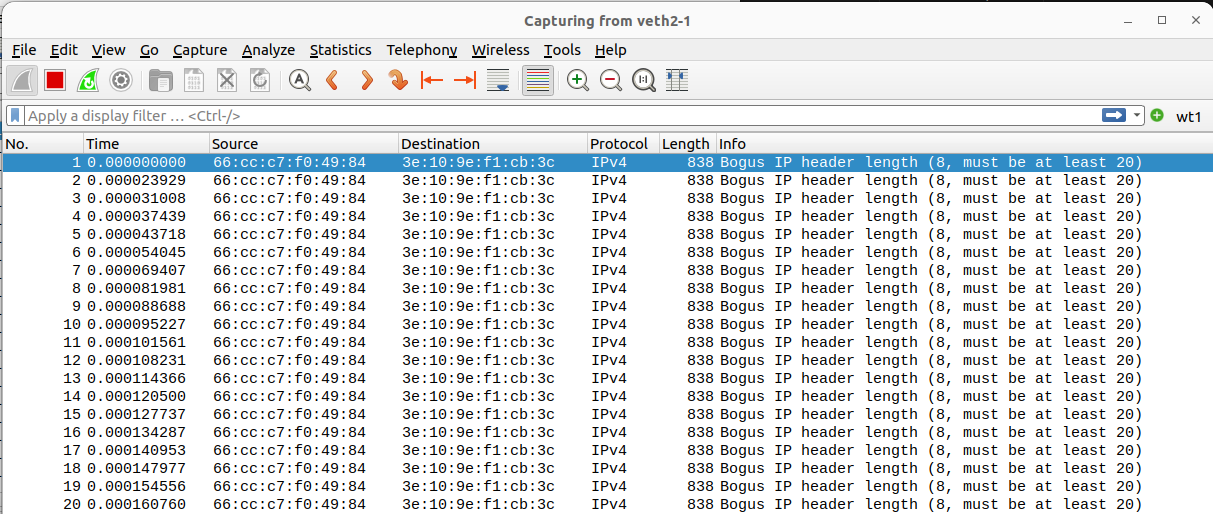 Capturing from veth2-1
File Edit View Go Capture Analyze Statistics Telephony Wireless Tools Help
Apply a display filter … <Ctrl-/> wt1
No. Time Source Destination Protocol Length Info
1 0.000000000 66:cc:c7:f0:49:84 3e:10:9e:f1:cb:3c IPv4 838 Bogus IP header length (8, must be at least 20)
2 0.000023929 66:cc:c7:f0:49:84 3e:10:9e:f1:cb:3c IPv4 838 Bogus IP header length (8, must be at least 20)
3 0.000031008 66:cc:c7:f0:49:84 3e:10:9e:f1:cb:3c IPv4 838 Bogus IP header length (8, must be at least 20)
4 0.000037439 66:cc:c7:f0:49:84 3e:10:9e:f1:cb:3c IPv4 838 Bogus IP header length (8, must be at least 20)
5 0.000043718 66:cc:c7:f0:49:84 3e:10:9e:f1:cb:3c IPv4 838 Bogus IP header length (8, must be at least 20)
6 0.000054045 66:cc:c7:f0:49:84 3e:10:9e:f1:cb:3c IPv4 838 Bogus IP header length (8, must be at least 20)
7 0.000069407 66:cc:c7:f0:49:84 3e:10:9e:f1:cb:3c IPv4 838 Bogus IP header length (8, must be at least 20)
8 0.000081981 66:cc:c7:f0:49:84 3e:10:9e:f1:cb:3c IPv4 838 Bogus IP header length (8, must be at least 20)
9 0.000088688 66:cc:c7:f0:49:84 3e:10:9e:f1:cb:3c IPv4 838 Bogus IP header length (8, must be at least 20)
10 0.000095227 66:cc:c7:f0:49:84 3e:10:9e:f1:cb:3c IPv4 838 Bogus IP header length (8, must be at least 20)
11 0.000101561 66:cc:c7:f0:49:84 3e:10:9e:f1:cb:3c IPv4 838 Bogus IP header length (8, must be at least 20)
12 0.000108231 66:cc:c7:f0:49:84 3e:10:9e:f1:cb:3c IPv4 838 Bogus IP header length (8, must be at least 20)
13 0.000114366 66:cc:c7:f0:49:84 3e:10:9e:f1:cb:3c IPv4 838 Bogus IP header length (8, must be at least 20)
14 0.000120500 66:cc:c7:f0:49:84 3e:10:9e:f1:cb:3c IPv4 838 Bogus IP header length (8, must be at least 20)
15 0.000127737 66:cc:c7:f0:49:84 3e:10:9e:f1:cb:3c IPv4 838 Bogus IP header length (8, must be at least 20)
16 0.000134287 66:cc:c7:f0:49:84 3e:10:9e:f1:cb:3c IPv4 838 Bogus IP header length (8, must be at least 20)
17 0.000140953 66:cc:c7:f0:49:84 3e:10:9e:f1:cb:3c IPv4 838 Bogus IP header length (8, must be at least 20)
18 0.000147977 66:cc:c7:f0:49:84 3e:10:9e:f1:cb:3c IPv4 838 Bogus IP header length (8, must be at least 20)
19 0.000154556 66:cc:c7:f0:49:84 3e:10:9e:f1:cb:3c IPv4 838 Bogus IP header length (8, must be at least 20)
20 0.000160760 66:cc:c7:f0:49:84 3e:10:9e:f1:cb:3c IPv4 838 Bogus IP header length (8, must be at least 20)